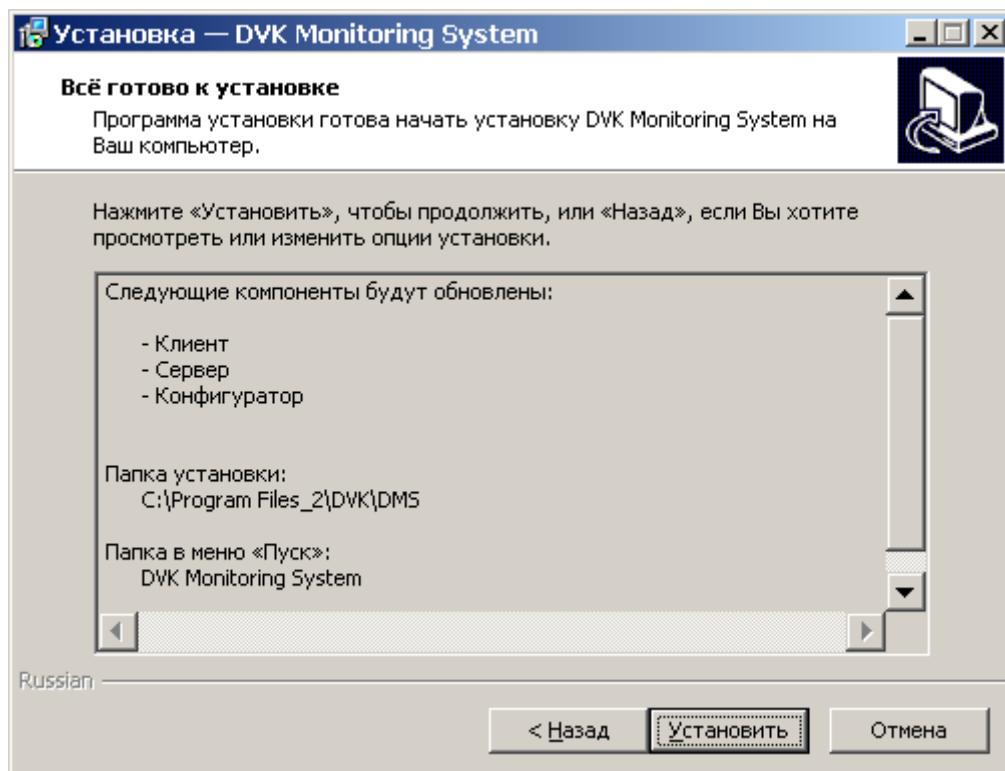 Установка — DVK Monitoring System
Всё готово к установке
Программа установки готова начать установку DVK Monitoring System на
Ваш компьютер.
Нажмите «Установить», чтобы продолжить, или «Назад», если Вы хотите
просмотреть или изменить опции установки.
Следующие компоненты будут обновлены:
- Клиент
- Сервер
- Конфигуратор
Папка установки:
C:\Program Files_2\DVK\DMS
Папка в меню «Пуск»:
DVK Monitoring System
Russian
< Назад
Установить
Отмена